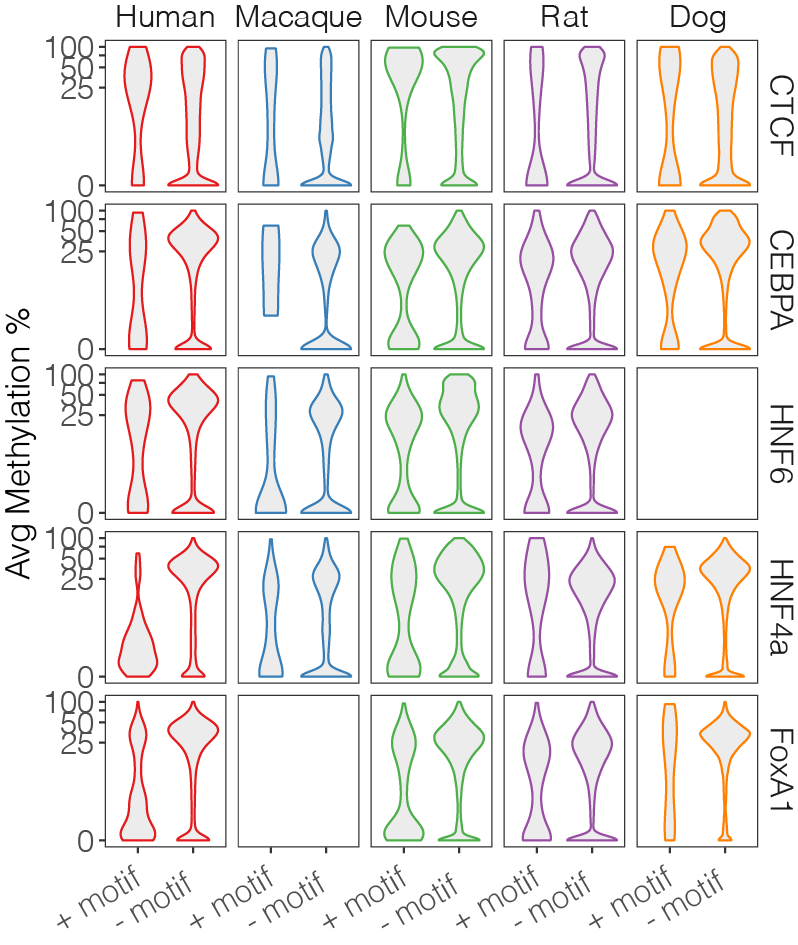 Human Macaque Mouse Rat Dog
100
50
25
0
CTCF
100
50
25
0
CEBPA
100
50
25
0
HNF6
100
50
25
0
HNF4a
100
50
25
0
FoxA1
Avg Methylation %
+ motif - motif + motif - motif + motif - motif + motif - motif + motif - motif